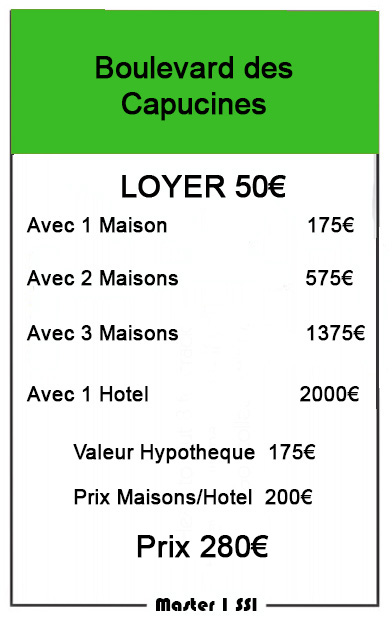 Boulevard des
Capucines
LOYER 50€
Avec 1 Maison 175€
Avec 2 Maisons 575€
Avec 3 Maisons 1375€
Avec 1 Hotel 2000€
Valeur Hypotheque 175€
Prix Maisons/Hotel 200€
Prix 280€
Master 1 SSI